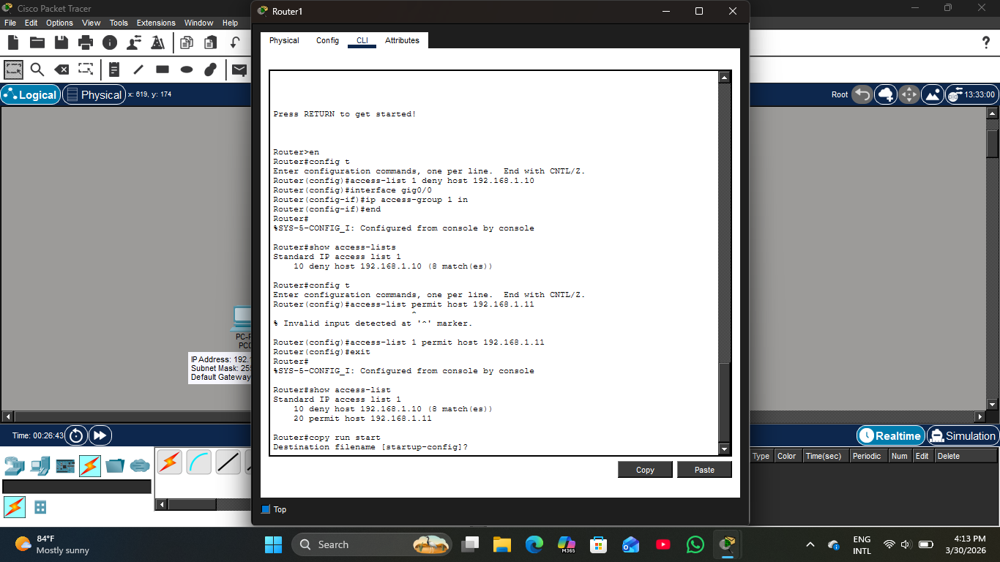 Cisco Packet Tracer
File Edit Options View Tools Extensions Window Help
Logical Physical x: 619, y: 174
Root 13:33:00
Router1
Physical Config CLI Attributes
Press RETURN to get started!
Router>en
Router#config t
Enter configuration commands, one per line.  End with CNTL/Z.
Router(config)#access-list 1 deny host 192.168.1.10
Router(config)#interface gig0/0
Router(config-if)#ip access-group 1 in
Router(config-if)#end
Router#
%SYS-5-CONFIG_I: Configured from console by console
Router#show access-lists
Standard IP access list 1
    10 deny host 192.168.1.10 (8 match(es))
Router#config t
Enter configuration commands, one per line.  End with CNTL/Z.
Router(config)#access-list permit host 192.168.1.11
^
% Invalid input detected at '^' marker.
Router(config)#access-list 1 permit host 192.168.1.11
Router(config)#exit
Router#
%SYS-5-CONFIG_I: Configured from console by console
Router#show access-list
Standard IP access list 1
    10 deny host 192.168.1.10 (8 match(es))
    20 permit host 192.168.1.11
Router#copy run start
Destination filename [startup-config]?
Copy Paste
Top
IP Address: 192.
Subnet Mask: 25
Default Gateway
Time: 00:26:43
Realtime Simulation
Type Color Time(sec) Periodic Num Edit Delete
84°F
Mostly sunny
Search
M365
ENG
INTL
4:13 PM
3/30/2026